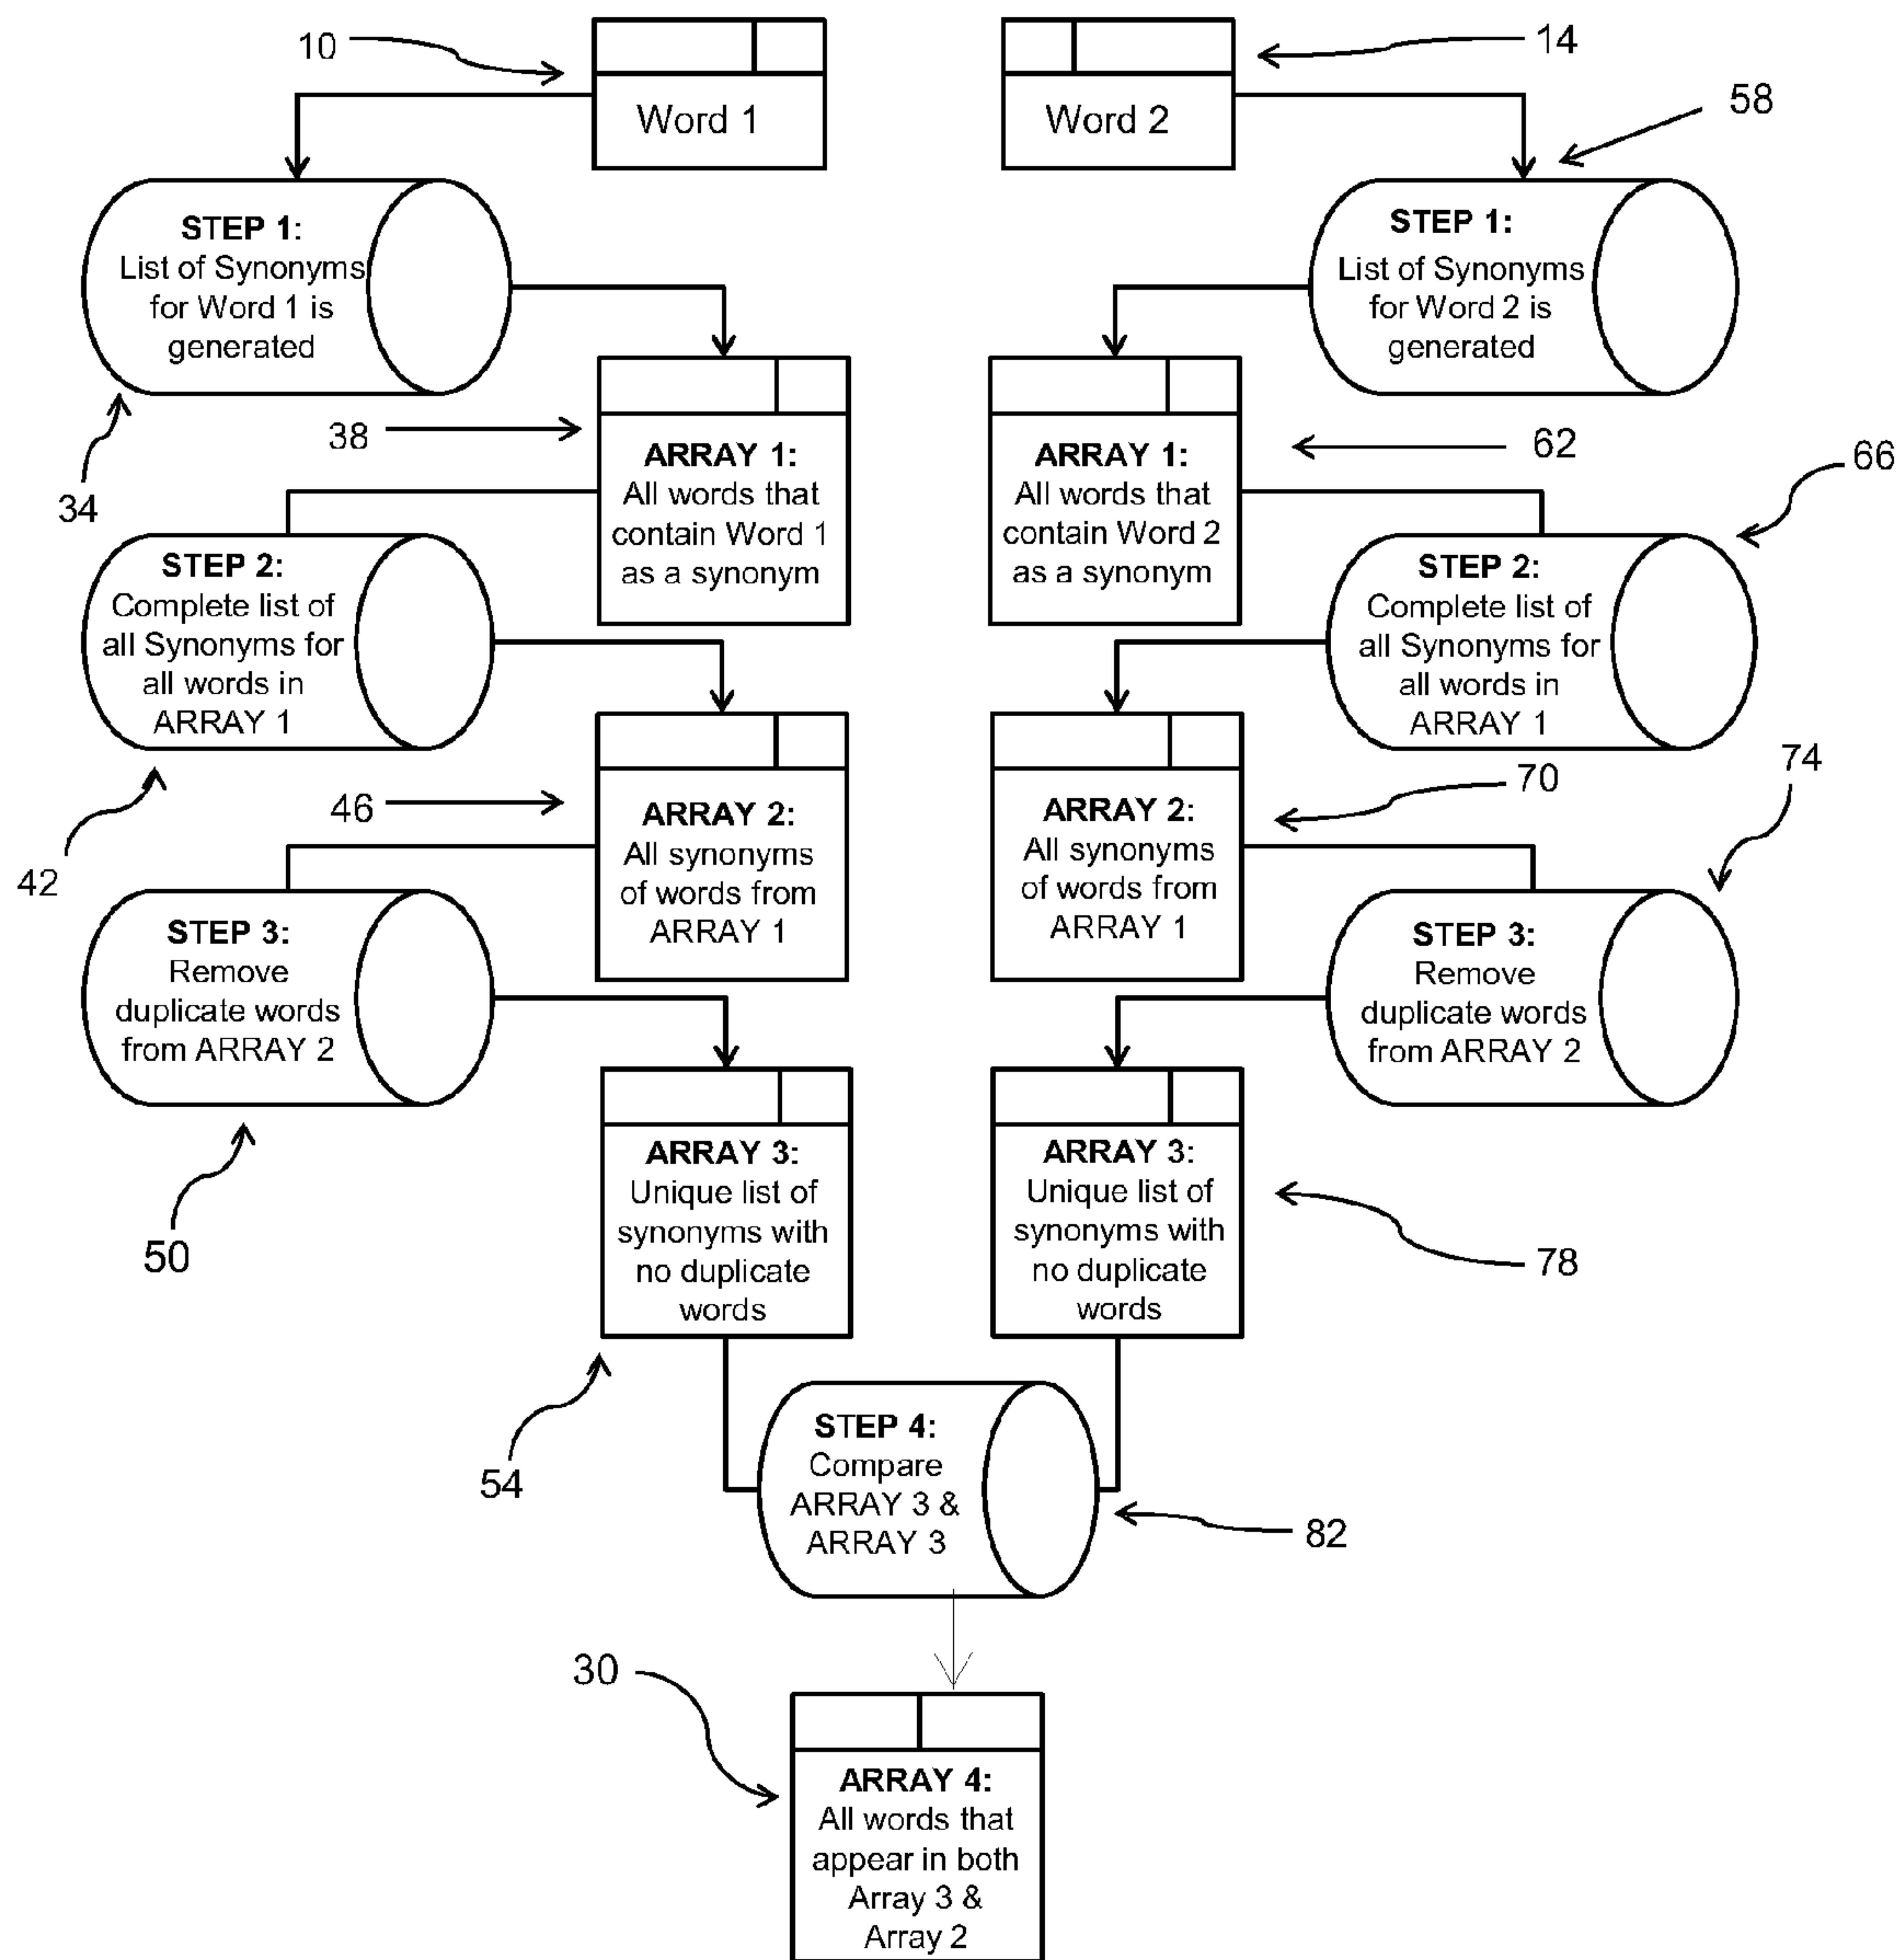 10
Word 1
Word 2
14
58
STEP 1:
List of Synonyms
for Word 1 is
generated
STEP 1:
List of Synonyms
for Word 2 is
generated
34
38
ARRAY 1:
All words that
contain Word 1
as a synonym
ARRAY 1:
All words that
contain Word 2
as a synonym
62
66
STEP 2:
Complete list of
all Synonyms for
all words in
ARRAY 1
STEP 2:
Complete list of
all Synonyms for
all words in
ARRAY 1
42
46
ARRAY 2:
All synonyms
of words from
ARRAY 1
ARRAY 2:
All synonyms
of words from
ARRAY 1
70
74
STEP 3:
Remove
duplicate words
from ARRAY 2
STEP 3:
Remove
duplicate words
from ARRAY 2
50
ARRAY 3:
Unique list of
synonyms with
no duplicate
words
ARRAY 3:
Unique list of
synonyms with
no duplicate
words
78
54
STEP 4:
Compare
ARRAY 3 &
ARRAY 3
82
30
ARRAY 4:
All words that
appear in both
Array 3 &
Array 2